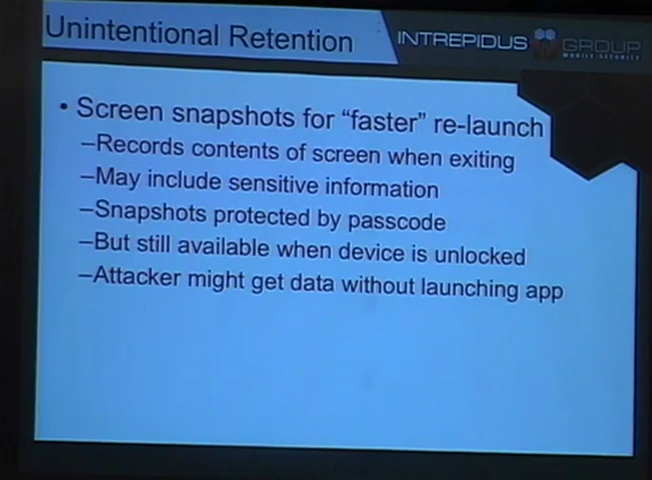 Unintentional Retention
INTREPIDUS GROUP
MOBILE SECURITY
• Screen snapshots for “faster” re-launch
–Records contents of screen when exiting
–May include sensitive information
–Snapshots protected by passcode
–But still available when device is unlocked
–Attacker might get data without launching app